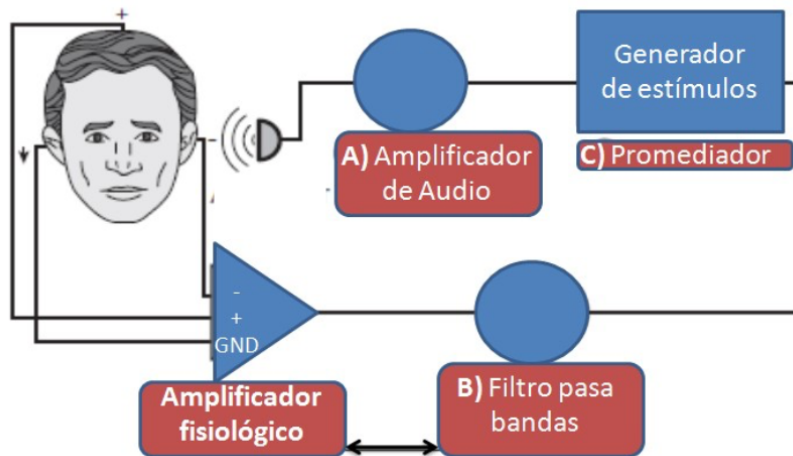 +
Generador
de estímulos
-
A) Amplificador
de Audio
C) Promediador
-
+
GND
Amplificador
fisiológico
B) Filtro pasa
bandas